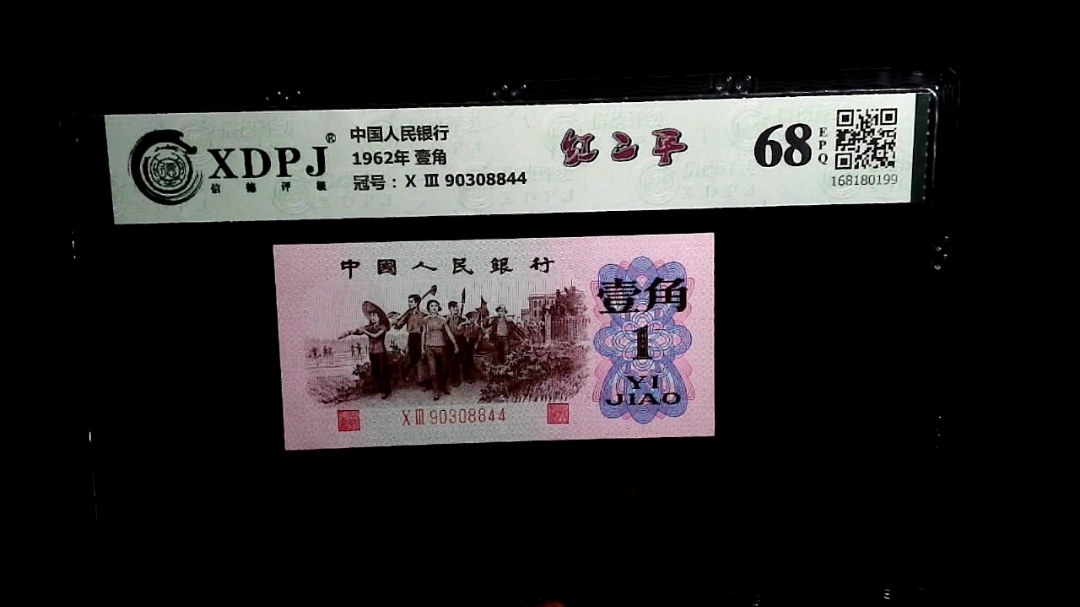 XDPJ®
信德评级
中国人民银行
1962年 壹角
冠号：X Ⅲ 90308844
红二平
68
EPQ
168180199
中國人民銀行
壹角
1
YI
JIAO
X Ⅲ 90308844